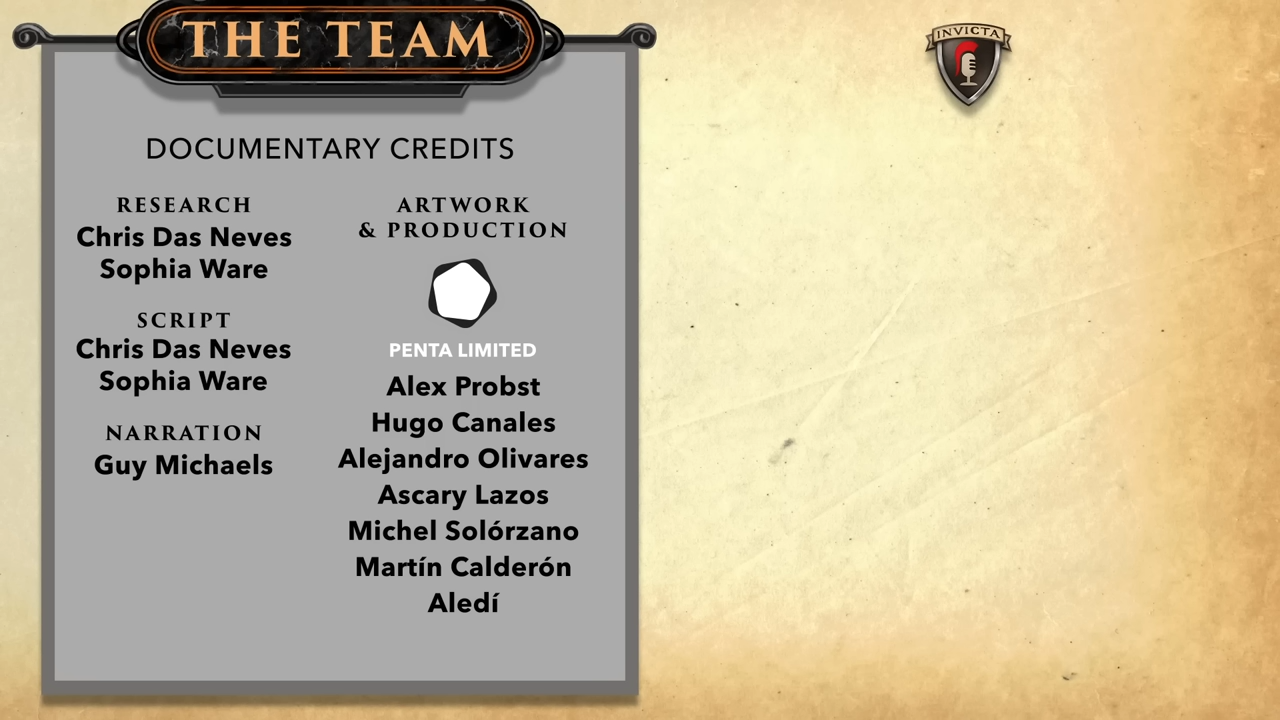 THE TEAM
INVICTA
DOCUMENTARY CREDITS
RESEARCH
Chris Das Neves
Sophia Ware
SCRIPT
Chris Das Neves
Sophia Ware
NARRATION
Guy Michaels
ARTWORK
& PRODUCTION
PENTA LIMITED
Alex Probst
Hugo Canales
Alejandro Olivares
Ascary Lazos
Michel Solórzano
Martín Calderón
Aledí